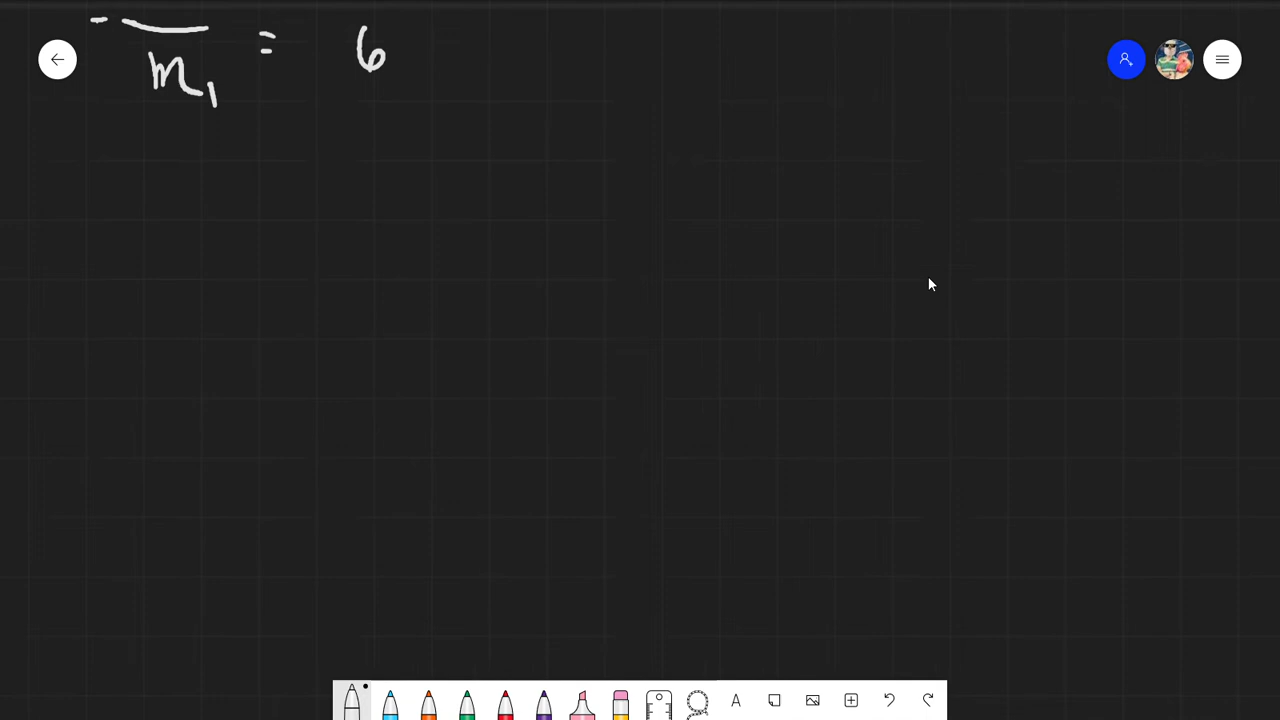 - — = 6
m₁
A